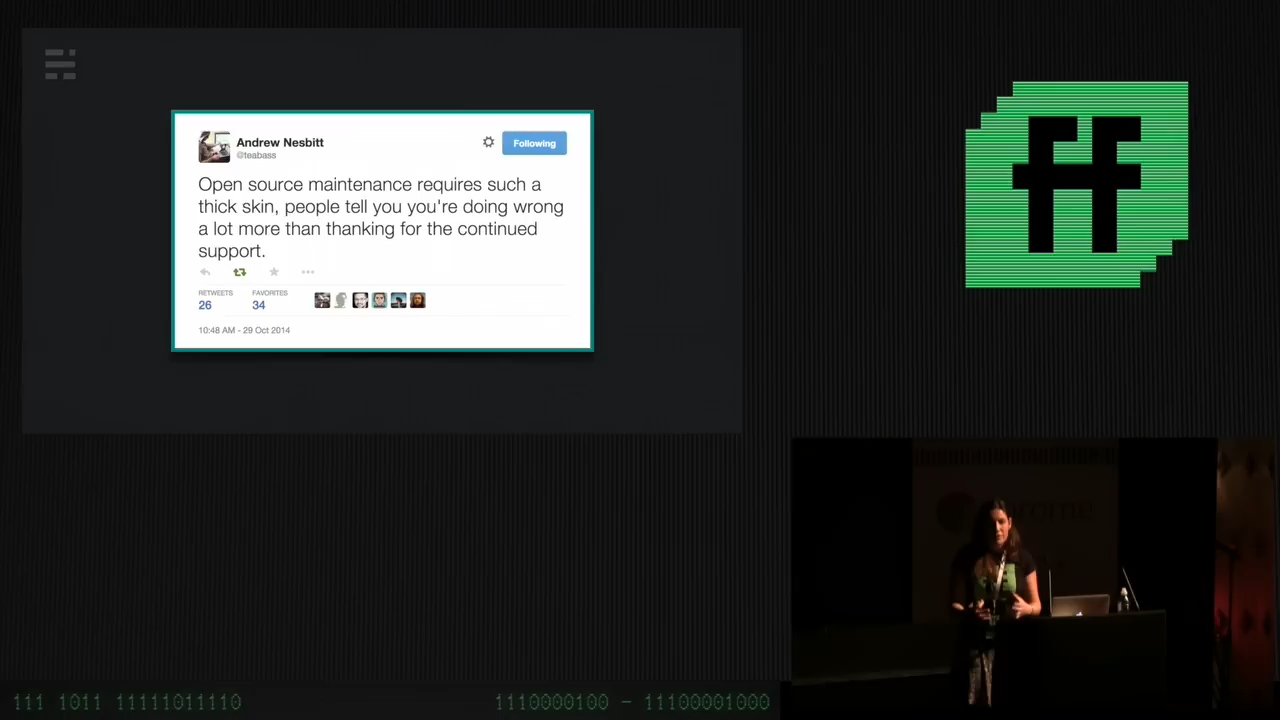 Andrew Nesbitt
@teabass
Following
Open source maintenance requires such a
thick skin, people tell you you're doing wrong
a lot more than thanking for the continued
support.
RETWEETS
FAVORITES
26
34
10:48 AM - 29 Oct 2014
ff
111 1011 11111011110
1110000100 - 11100001000